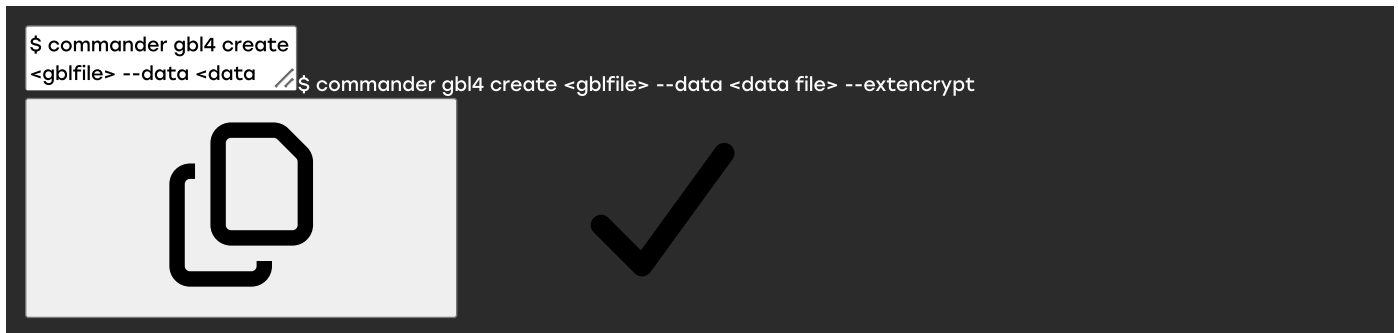 $ commander gbl4 create
<gblfile> --data <data
$ commander gbl4 create <gblfile> --data <data file> --extencrypt